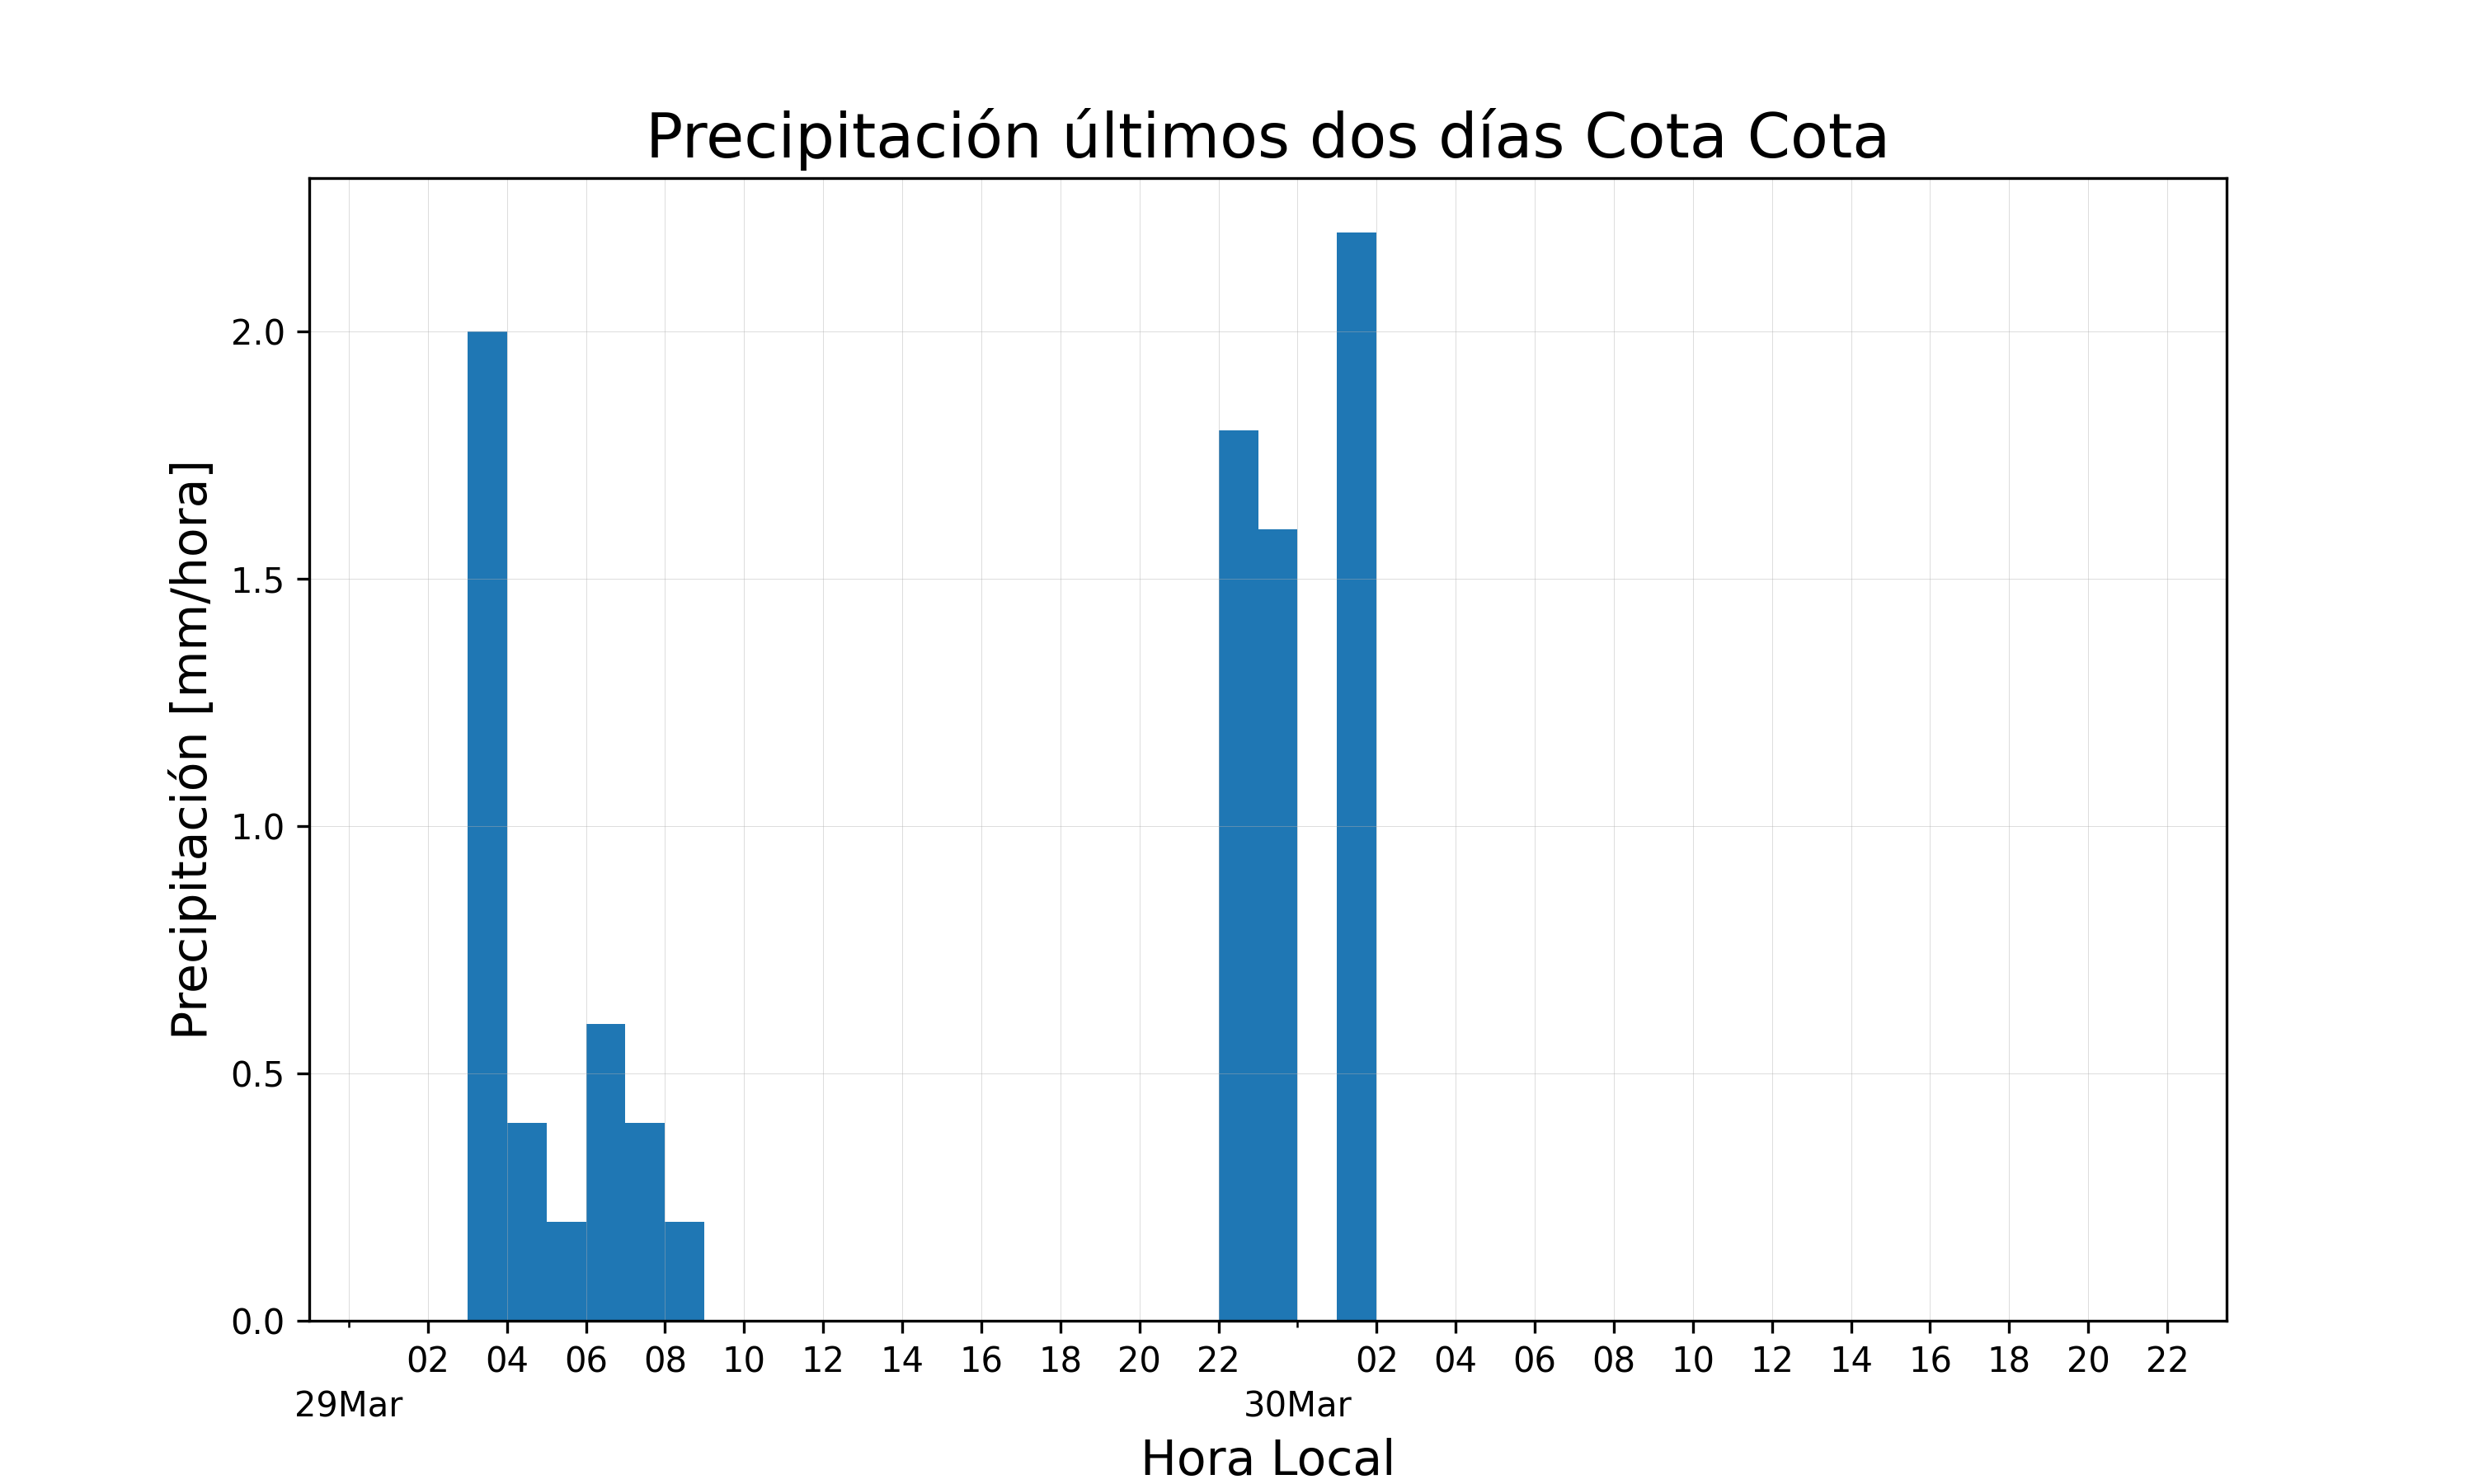 Precipitación últimos dos días Cota Cota
Precipitación [mm/hora]
2.0
1.5
1.0
0.5
0.0
02 04 06 08 10 12 14 16 18 20 22 02 04 06 08 10 12 14 16 18 20 22
29Mar 30Mar
Hora Local